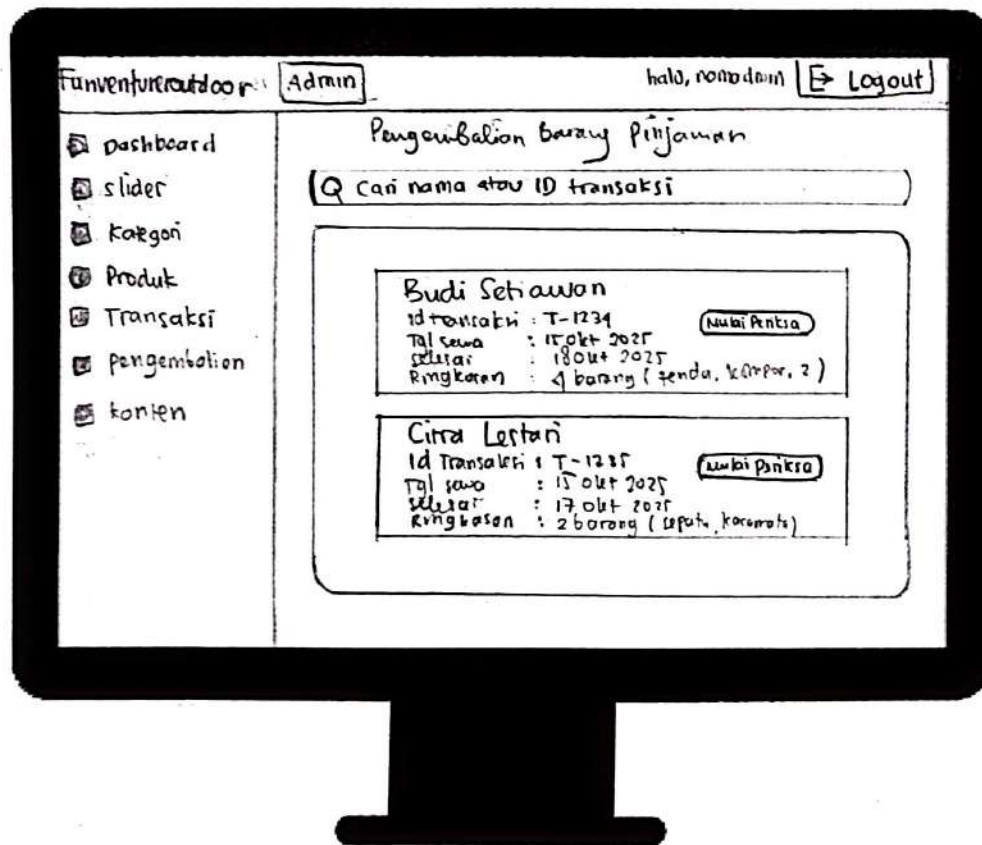 Funventureoutdoor Admin halo, nomodmin Logout
Dashboard
slider
Kategori
Produk
Transaksi
pengembalian
konten
Pengembalian Barang Pinjaman
Cari nama atau ID transaksi
Budi Setiawan
Id transaksi : T-1234
Tgl sewa : 15 okt 2025
selesai : 18 Okt 2025
Ringkasan : 4 barang (tenda, kompor, 2)
Mulai Periksa
Citra Lestari
Id Transaksi : T-1235
Tgl sewa : 15 okt 2025
selesai : 17 okt 2025
Ringkasan : 2 barang (sepatu,
Mulai Periksa